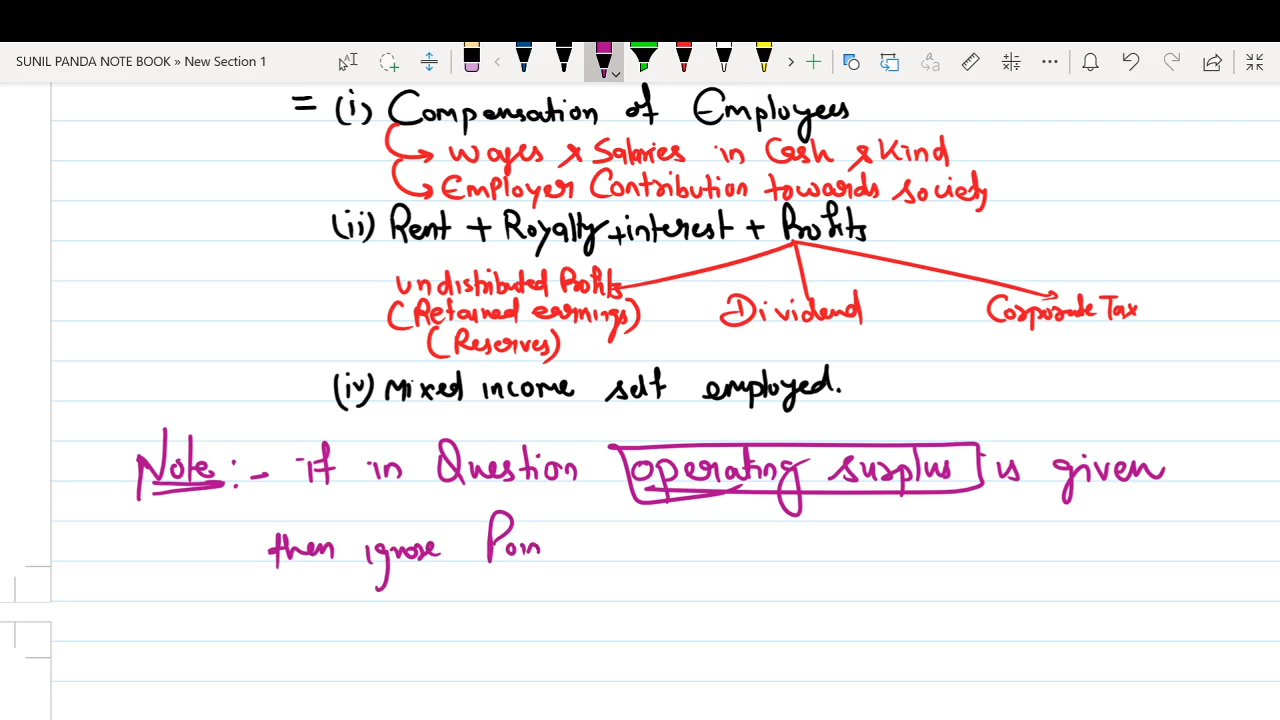 SUNIL PANDA NOTE BOOK » New Section 1
= (i) Compensation of Employees
Wages & Salaries in Cash & Kind
Employer Contribution towards society
(ii) Rent + Royalty + interest + Profits
undistributed Profits
(Retained earnings)
(Reserves)
Dividend
Corporate Tax
(iv) Mixed income self employed.
Note :- if in Question operating surplus is given
then ignore Poin